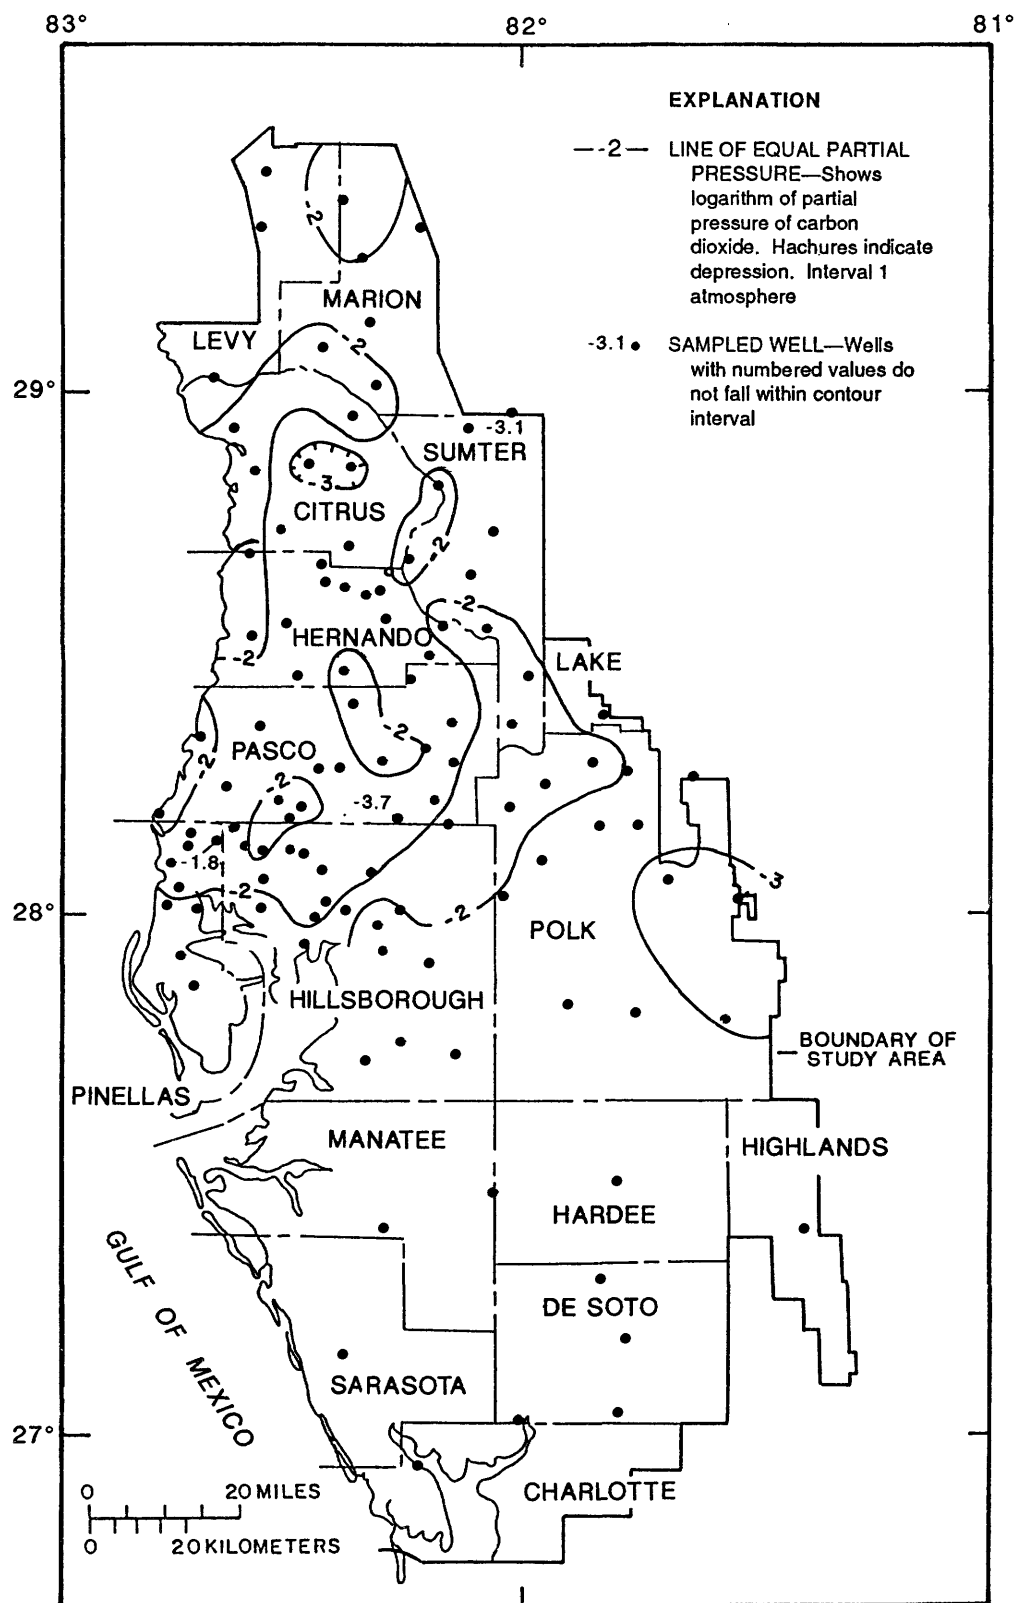 83°
82°
81°
EXPLANATION
—-2— LINE OF EQUAL PARTIAL
PRESSURE—Shows
logarithm of partial
pressure of carbon
dioxide. Hachures indicate
depression. Interval 1
atmosphere
-3.1 SAMPLED WELL—Wells
with numbered values do
not fall within contour
interval
-2
MARION
LEVY
-2
29°
-3.1
SUMTER
-3
CITRUS
-2
-2
HERNANDO
-2
LAKE
-2
PASCO
-2
-2
-3.7
-1.8
-2
-3
28°
-2
POLK
HILLSBOROUGH
BOUNDARY OF
STUDY AREA
PINELLAS
MANATEE
HIGHLANDS
HARDEE
GULF OF MEXICO
DE SOTO
SARASOTA
27°
CHARLOTTE
0 20 MILES
0 20 KILOMETERS